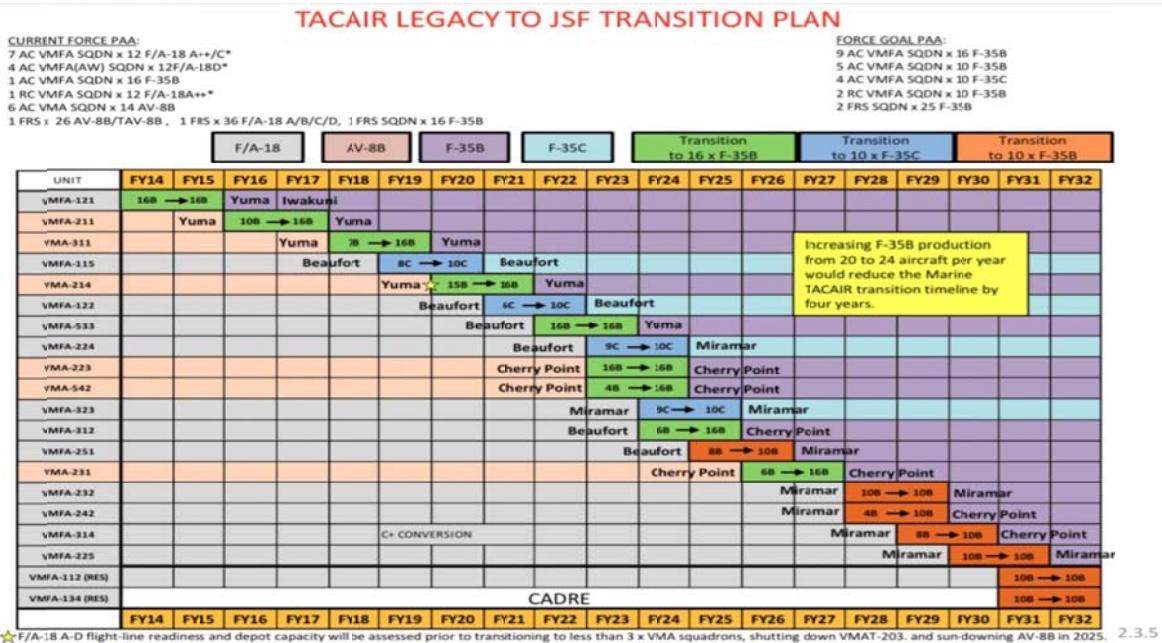 TACAIR LEGACY TO JSF TRANSITION PLAN
CURRENT FORCE PAA:
7 AC VMFA SQDN x 12 F/A-18 A++/C*
4 AC VMFA(AW) SQDN x 12F/A-18D*
1 AC VMFA SQDN x 16 F-35B
1 RC VMFA SQDN x 12 F/A-18A++*
6 AC VMA SQDN x 14 AV-8B
1 FRS x 26 AV-8B/TAV-8B , 1 FRS x 36 F/A-18 A/B/C/D, 1 FRS SQDN x 16 F-35B
FORCE GOAL PAA:
9 AC VMFA SQDN x 16 F-35B
5 AC VMFA SQDN x 10 F-35B
4 AC VMFA SQDN x 10 F-35C
2 RC VMFA SQDN x 10 F-35B
2 FRS SQDN x 25 F-35B
F/A-18
AV-8B
F-35B
F-35C
Transition
to 16 x F-35B
Transition
to 10 x F-35C
Transition
to 10 x F-35B
UNIT FY14 FY15 FY16 FY17 FY18 FY19 FY20 FY21 FY22 FY23 FY24 FY25 FY26 FY27 FY28 FY29 FY30 FY31 FY32
VMFA-121 16B → 16B Yuma Iwakuni
VMFA-211 Yuma 10B → 16B Yuma
VMA-311 Yuma 7B → 16B Yuma
VMFA-115 Beaufort 8C → 10C Beaufort
VMA-214 Yuma 15B → 16B Yuma
VMFA-122 Beaufort 6C → 10C Beaufort
VMFA-533 Beaufort 16B → 16B Yuma
VMFA-224 Beaufort 9C → 10C Miramar
VMA-223 Cherry Point 16B → 16B Cherry Point
VMA-542 Cherry Point 4B → 16B Cherry Point
VMFA-323 Miramar 9C → 10C Miramar
VMFA-312 Beaufort 6B → 16B Cherry Point
VMFA-251 Beaufort 8B → 10B Miramar
VMA-231 Cherry Point 6B → 16B Cherry Point
VMFA-232 Miramar 10B → 10B Miramar
VMFA-242 Miramar 4B → 10B Cherry Point
VMFA-314 C+ CONVERSION Miramar 8B → 10B Cherry Point
VMFA-225 Miramar 10B → 10B Miramar
VMFA-112 (RES) 10B → 10B
VMFA-134 (RES) CADRE 10B → 10B
FY14 FY15 FY16 FY17 FY18 FY19 FY20 FY21 FY22 FY23 FY24 FY25 FY26 FY27 FY28 FY29 FY30 FY31 FY32
Increasing F-35B production
from 20 to 24 aircraft per year
would reduce the Marine
TACAIR transition timeline by
four years.
F/A-18 A-D flight-line readiness and depot capacity will be assessed prior to transitioning to less than 3 x VMA squadrons, shutting down VMAT-203. and sun-downing AV-8B in 2025.
2.3.5